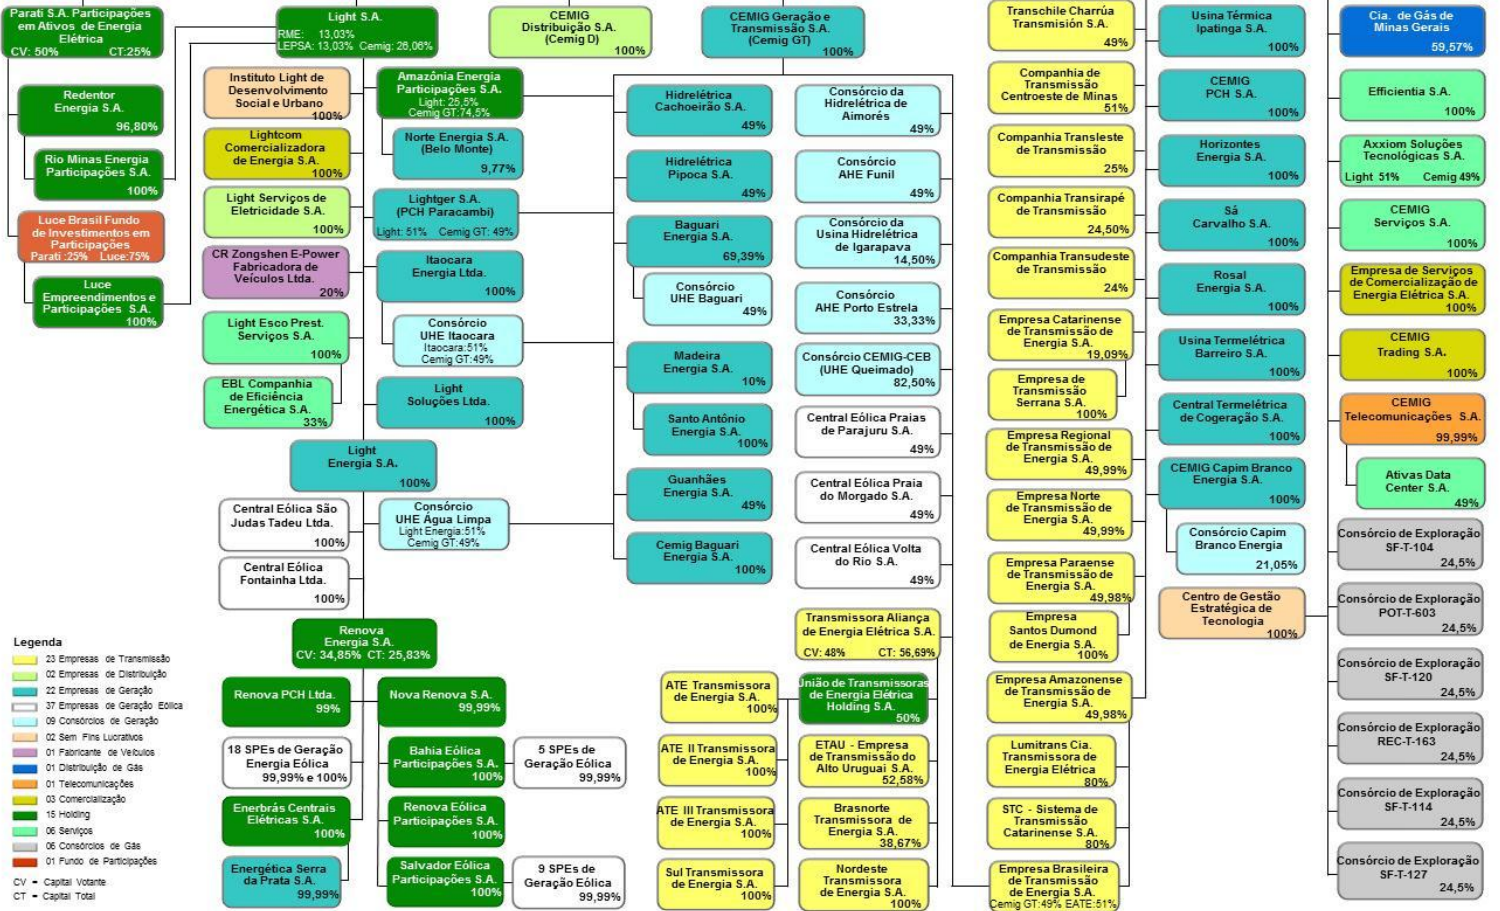 Parati S.A. Participações
em Ativos de Energia
Elétrica
CV: 50% CT:25%
Redentor
Energia S.A.
96,80%
Rio Minas Energia
Participações S.A.
100%
Luce Brasil Fundo
de Investimentos em
Participações
Parati :25% Luce:75%
Luce
Empreendimentos e
Participações S.A.
100%
Light S.A.
RME: 13,03%
LEPSA: 13,03% Cemig: 26,06%
Instituto Light de
Desenvolvimento
Social e Urbano
100%
Lightcom
Comercializadora
de Energia S.A.
100%
Light Serviços de
Eletricidade S.A.
100%
CR Zongshen E-Power
Fabricadora de
Veículos Ltda.
20%
Light Esco Prest.
Serviços S.A.
100%
EBL Companhia
de Eficiência
Energética S.A.
33%
Amazônia Energia
Participações S.A.
Light: 25,5%
Cemig GT:74,5%
Norte Energia S.A.
(Belo Monte)
9,77%
Lightger S.A.
(PCH Paracambi)
Light: 51% Cemig GT: 49%
Itaocara
Energia Ltda.
100%
Consórcio
UHE Itaocara
Itaocara:51%
Cemig GT:49%
Light
Soluções Ltda.
100%
Light
Energia S.A.
100%
Central Eólica São
Judas Tadeu Ltda.
100%
Consórcio
UHE Água Limpa
Light Energia:51%
Cemig GT:49%
Central Eólica
Fontainha Ltda.
100%
Renova
Energia S.A.
CV: 34,85% CT: 25,83%
Renova PCH Ltda.
99%
Nova Renova S.A.
99,99%
18 SPEs de Geração
Energia Eólica
99,99% e 100%
Bahia Eólica
Participações S.A.
100%
5 SPEs de
Geração Eólica
99,99%
Enerbrás Centrais
Elétricas S.A.
100%
Renova Eólica
Participações S.A.
100%
Energética Serra
da Prata S.A.
99,99%
Salvador Eólica
Participações S.A.
100%
9 SPEs de
Geração Eólica
99,99%
CEMIG
Distribuição S.A.
(Cemig D)
100%
CEMIG Geração e
Transmissão S.A.
(Cemig GT)
100%
Hidrelétrica
Cachoeirão S.A.
49%
Hidrelétrica
Pipoca S.A.
49%
Baguari
Energia S.A.
69,39%
Consórcio
UHE Baguari
49%
Madeira
Energia S.A.
10%
Santo Antônio
Energia S.A.
100%
Guanhães
Energia S.A.
49%
Cemig Baguari
Energia S.A.
100%
Consórcio da
Hidrelétrica de
Aimorés
49%
Consórcio
AHE Funil
49%
Consórcio da
Usina Hidrelétrica
de Igarapava
14,50%
Consórcio
AHE Porto Estrela
33,33%
Consórcio CEMIG-CEB
(UHE Queimado)
82,50%
Central Eólica Praias
de Parajuru S.A.
49%
Central Eólica Praia
do Morgado S.A.
49%
Central Eólica Volta
do Rio S.A.
49%
Transmissora Aliança
de Energia Elétrica S.A.
CV: 48% CT: 56,69%
ATE Transmissora
de Energia S.A.
100%
União de Transmissoras
de Energia Elétrica
Holding S.A.
50%
ATE II Transmissora
de Energia S.A.
100%
ETAU - Empresa
de Transmissão do
Alto Uruguai S.A.
52,58%
ATE III Transmissora
de Energia S.A.
100%
Brasnorte
Transmissora de
Energia S.A.
38,67%
Sul Transmissora
de Energia S.A.
100%
Nordeste
Transmissora
de Energia S.A.
100%
Transchile Charrúa
Transmisión S.A.
49%
Companhia de
Transmissão
Centroeste de Minas
51%
Companhia Transleste
de Transmissão
25%
Companhia Transirapé
de Transmissão
24,50%
Companhia Transudeste
de Transmissão
24%
Empresa Catarinense
de Transmissão de
Energia S.A.
19,09%
Empresa de
Transmissão
Serrana S.A.
100%
Empresa Regional
de Transmissão de
Energia S.A.
49,99%
Empresa Norte
de Transmissão de
Energia S.A.
49,99%
Empresa Paraense
de Transmissão de
Energia S.A.
49,98%
Empresa
Santos Dumond
de Energia S.A.
100%
Empresa Amazonense
de Transmissão de
Energia S.A.
49,98%
Lumitrans Cia.
Transmissora de
Energia Elétrica
80%
STC - Sistema de
Transmissão
Catarinense S.A.
80%
Empresa Brasileira
de Transmissão
de Energia S.A.
Cemig GT:49% EATE:51%
Usina Térmica
Ipatinga S.A.
100%
CEMIG
PCH S.A.
100%
Horizontes
Energia S.A.
100%
Sá
Carvalho S.A.
100%
Rosal
Energia S.A.
100%
Usina Termelétrica
Barreiro S.A.
100%
Central Termelétrica
de Cogeração S.A.
100%
CEMIG Capim Branco
Energia S.A.
100%
Consórcio Capim
Branco Energia
21,05%
Centro de Gestão
Estratégica de
Tecnologia
100%
Cia. de Gás de
Minas Gerais
59,57%
Efficientia S.A.
100%
Axxiom Soluções
Tecnológicas S.A.
Light 51% Cemig 49%
CEMIG
Serviços S.A.
100%
Empresa de Serviços
de Comercialização de
Energia Elétrica S.A.
100%
CEMIG
Trading S.A.
100%
CEMIG
Telecomunicações S.A.
99,99%
Ativas Data
Center S.A.
49%
Consórcio de Exploração
SF-T-104
24,5%
Consórcio de Exploração
POT-T-603
24,5%
Consórcio de Exploração
SF-T-120
24,5%
Consórcio de Exploração
REC-T-163
24,5%
Consórcio de Exploração
SF-T-114
24,5%
Consórcio de Exploração
SF-T-127
24,5%
Legenda
23 Empresas de Transmissão
02 Empresas de Distribuição
22 Empresas de Geração
37 Empresas de Geração Eólica
09 Consórcios de Geração
02 Sem Fins Lucrativos
01 Fabricante de Veículos
01 Distribuição de Gás
01 Telecomunicações
03 Comercialização
15 Holding
06 Serviços
06 Consórcios de Gás
01 Fundo de Participações
CV = Capital Votante
CT = Capital Total